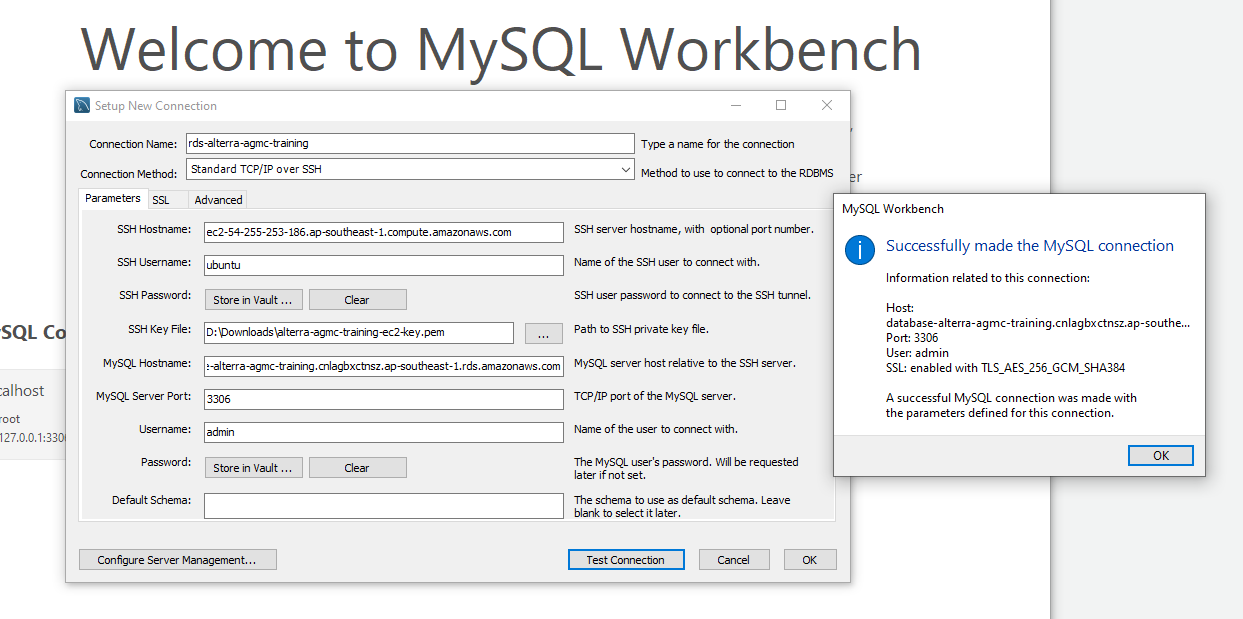 Welcome to MySQL Workbench
Setup New Connection
Connection Name: rds-alterra-agmc-training Type a name for the connection
Connection Method: Standard TCP/IP over SSH Method to use to connect to the RDBMS
Parameters SSL Advanced
SSH Hostname: ec2-54-255-253-186.ap-southeast-1.compute.amazonaws.com SSH server hostname, with optional port number.
SSH Username: ubuntu Name of the SSH user to connect with.
SSH Password: Store in Vault ... Clear SSH user password to connect to the SSH tunnel.
SSH Key File: D:\Downloads\alterra-agmc-training-ec2-key.pem ... Path to SSH private key file.
MySQL Hostname: e-alterra-agmc-training.cnlagbxctnsz.ap-southeast-1.rds.amazonaws.com MySQL server host relative to the SSH server.
MySQL Server Port: 3306 TCP/IP port of the MySQL server.
Username: admin Name of the user to connect with.
Password: Store in Vault ... Clear The MySQL user's password. Will be requested
later if not set.
Default Schema: The schema to use as default schema. Leave
blank to select it later.
Configure Server Management... Test Connection Cancel OK
ySQL Co
calhost
root
127.0.0.1:3306
er
MySQL Workbench
Successfully made the MySQL connection
Information related to this connection:
Host:
database-alterra-agmc-training.cnlagbxctnsz.ap-southe...
Port: 3306
User: admin
SSL: enabled with TLS_AES_256_GCM_SHA384
A successful MySQL connection was made with
the parameters defined for this connection.
OK